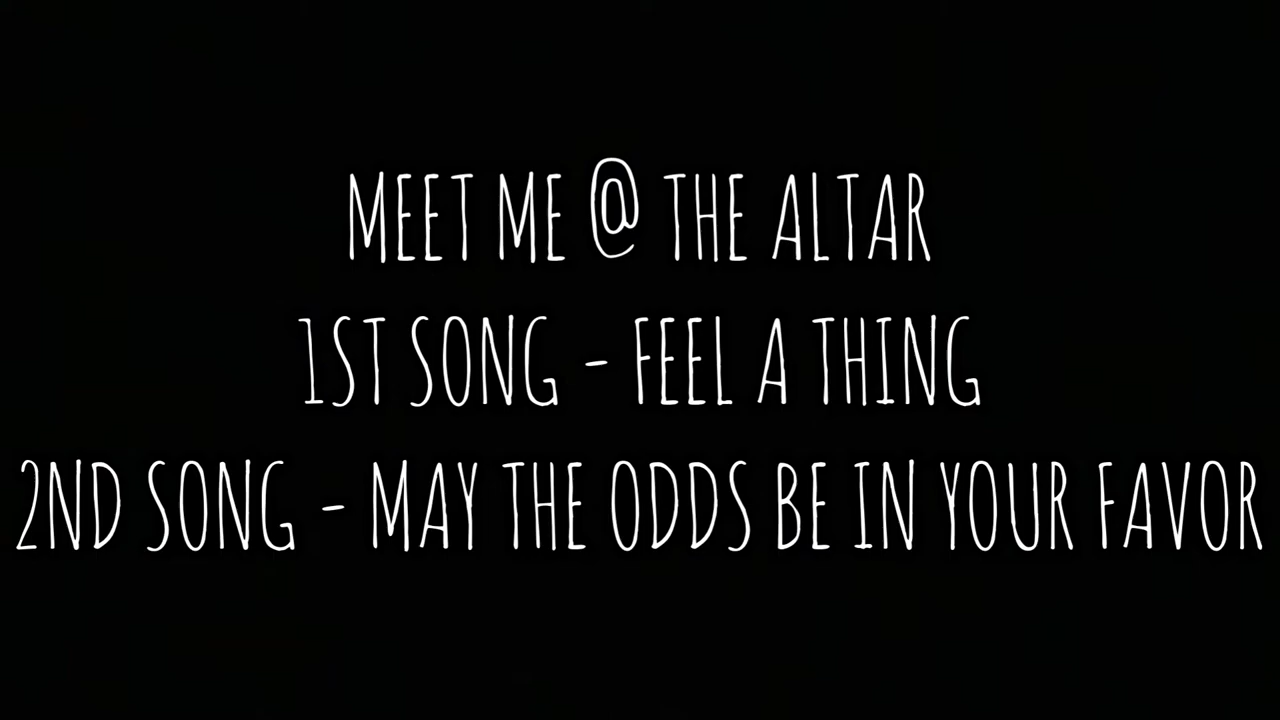 MEET ME @ THE ALTAR
1ST SONG - FEEL A THING
2ND SONG - MAY THE ODDS BE IN YOUR FAVOR